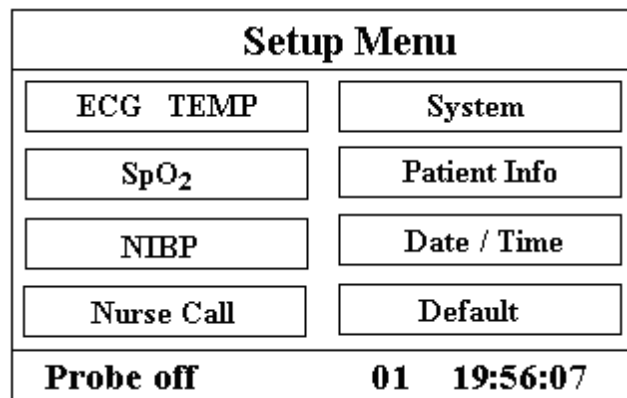 Setup Menu
ECG TEMP
System
SpO₂
Patient Info
NIBP
Date / Time
Nurse Call
Default
Probe off 01 19:56:07